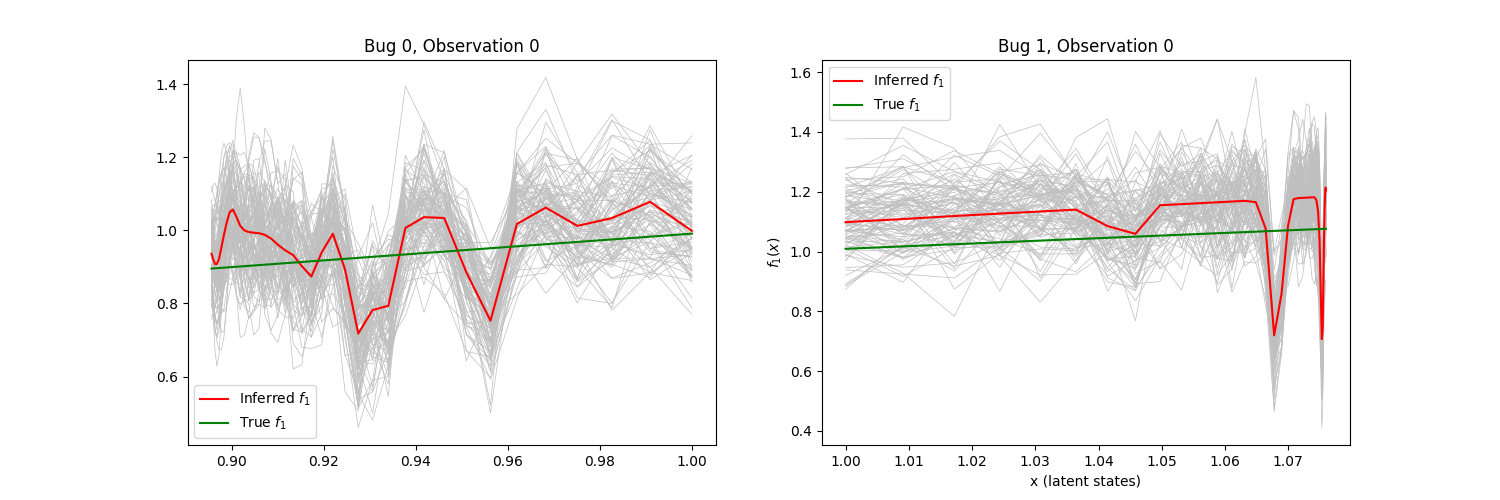 Bug 0, Observation 0
1.4
1.2
1.0
0.8
0.6
Inferred f₁
True f₁
0.90 0.92 0.94 0.96 0.98 1.00
Bug 1, Observation 0
Inferred f₁
True f₁
1.6
1.4
1.2
1.0
0.8
0.6
0.4
f₁(x)
1.00 1.01 1.02 1.03 1.04 1.05 1.06 1.07
x (latent states)